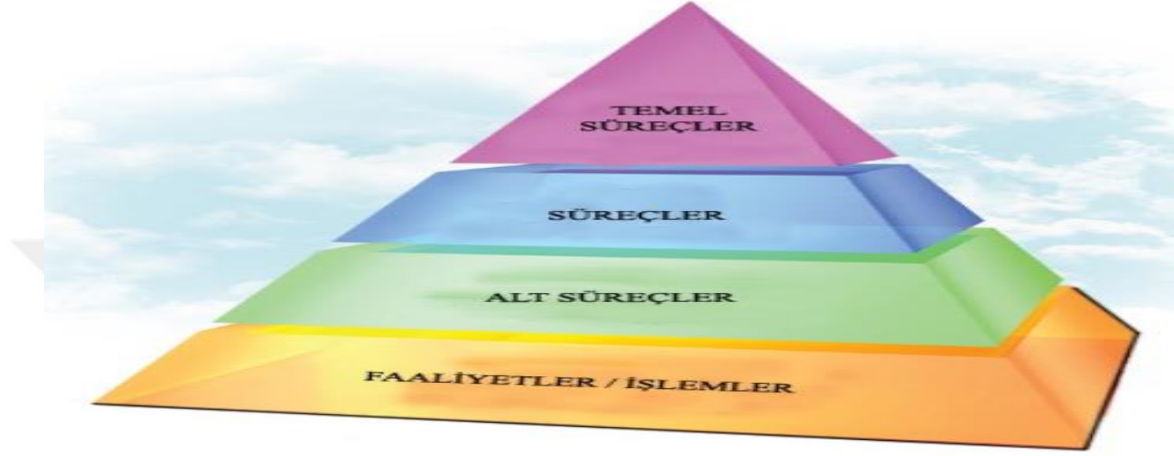 TEMEL
SÜREÇLER
SÜREÇLER
ALT SÜREÇLER
FAALİYETLER / İŞLEMLER